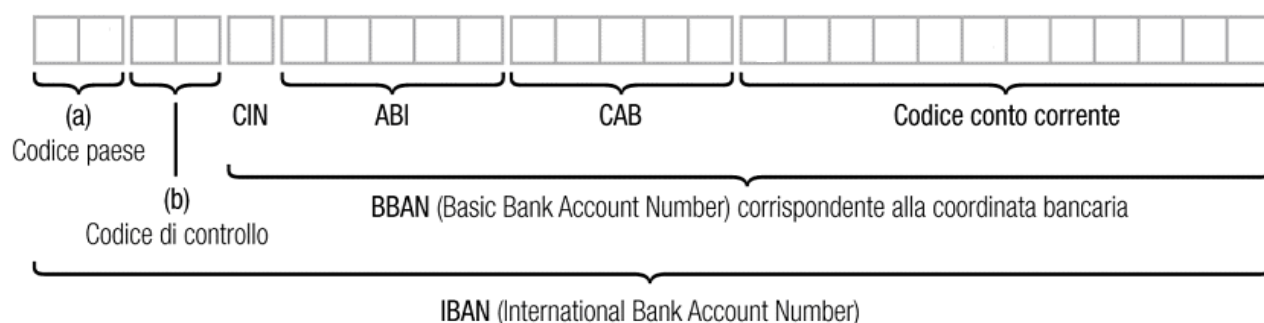 (a) CIN ABI CAB Codice conto corrente
Codice paese
(b)
BBAN (Basic Bank Account Number) corrispondente alla coordinata bancaria
Codice di controllo
IBAN (International Bank Account Number)